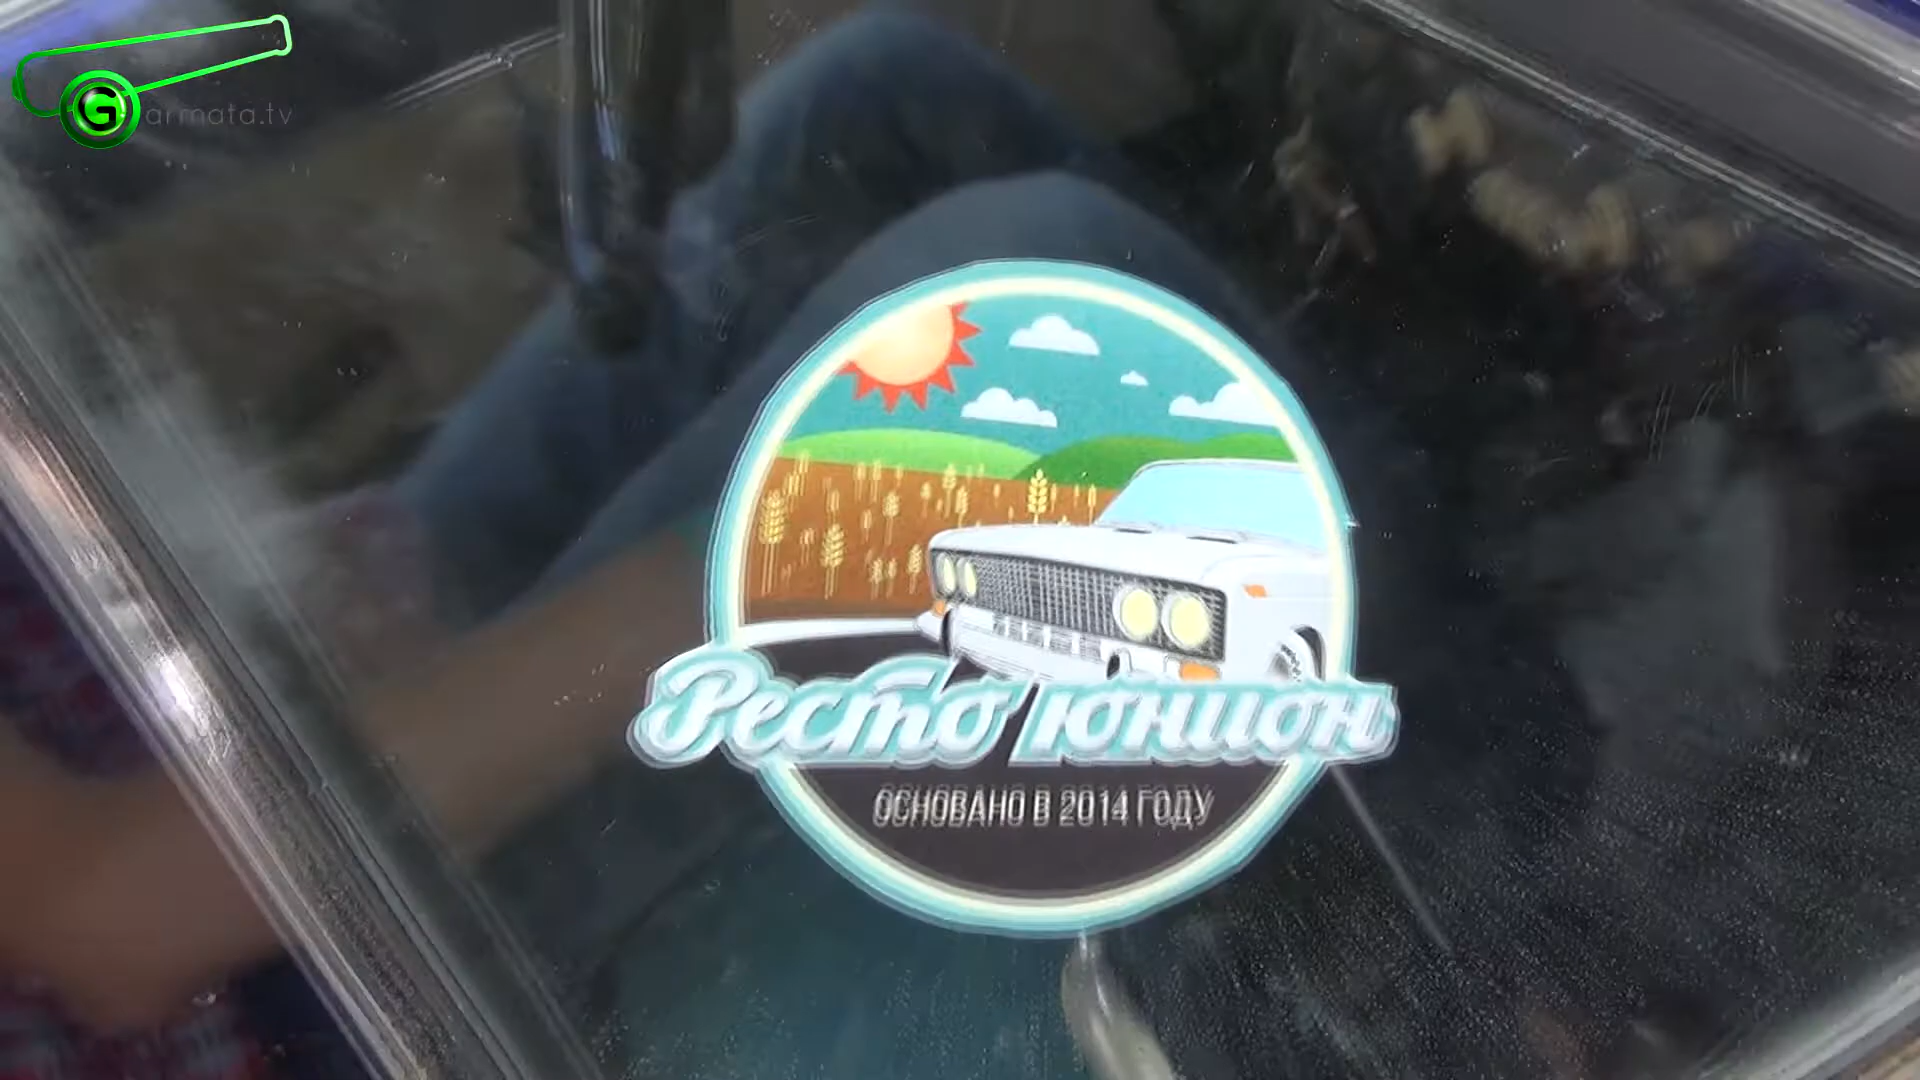 G armata.tv
Ресто юнион
ОСНОВАНО В 2014 ГОДУ